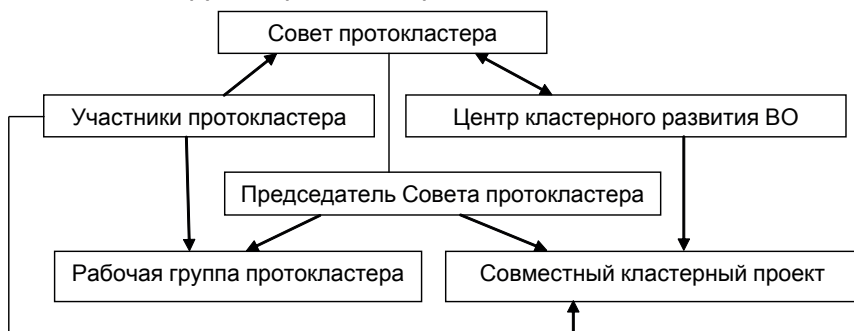 Совет протокластера
Участники протокластера
Центр кластерного развития ВО
Председатель Совета протокластера
Рабочая группа протокластера
Совместный кластерный проект